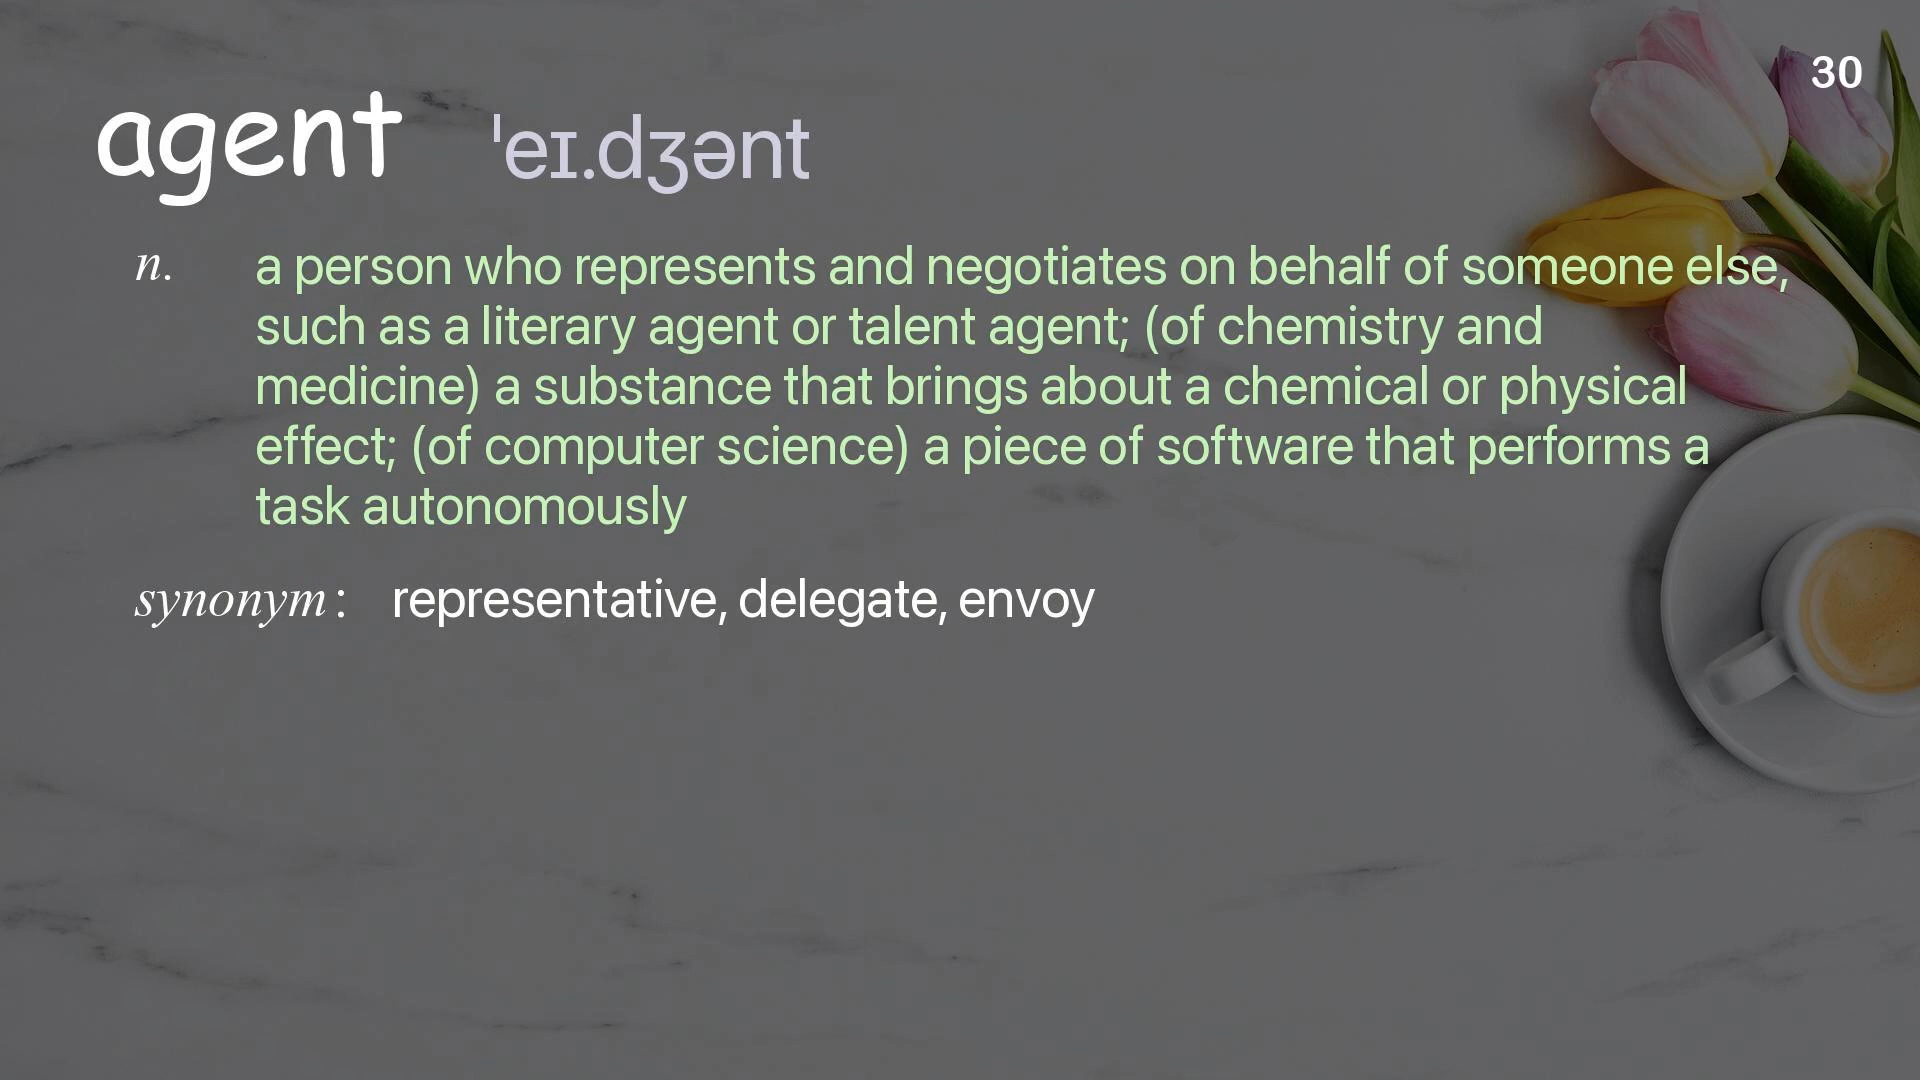 30
agent ˈeɪ.dʒənt
n. a person who represents and negotiates on behalf of someone else,
such as a literary agent or talent agent; (of chemistry and
medicine) a substance that brings about a chemical or physical
effect; (of computer science) a piece of software that performs a
task autonomously
synonym: representative, delegate, envoy